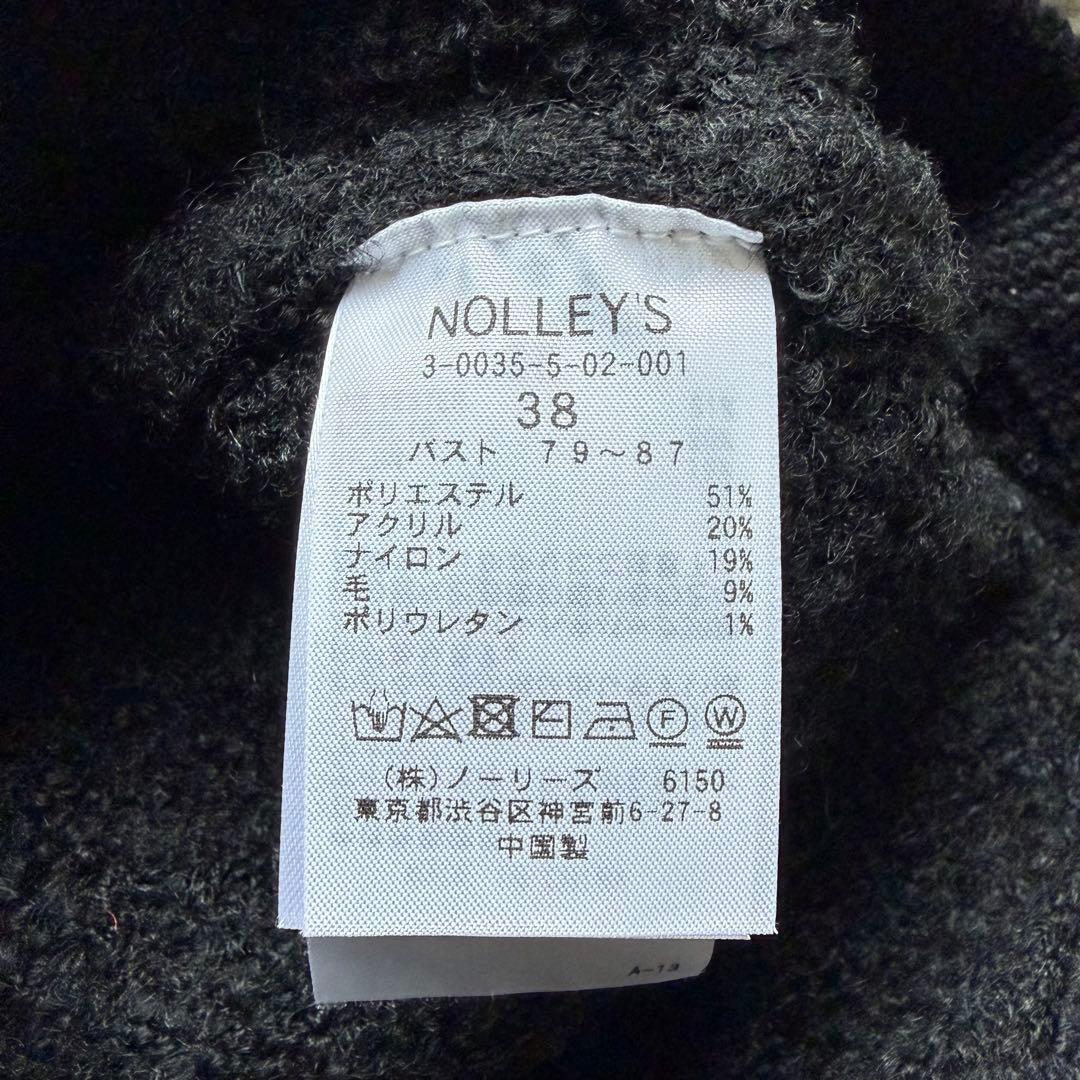 NOLLEY'S
3-0035-5-02-001
38
バスト 79~87
ポリエステル 51%
アクリル 20%
ナイロン 19%
毛 9%
ポリウレタン 1%
F W
(株)ノーリーズ 6150
東京都渋谷区神宮前6-27-8
中国製
A-13